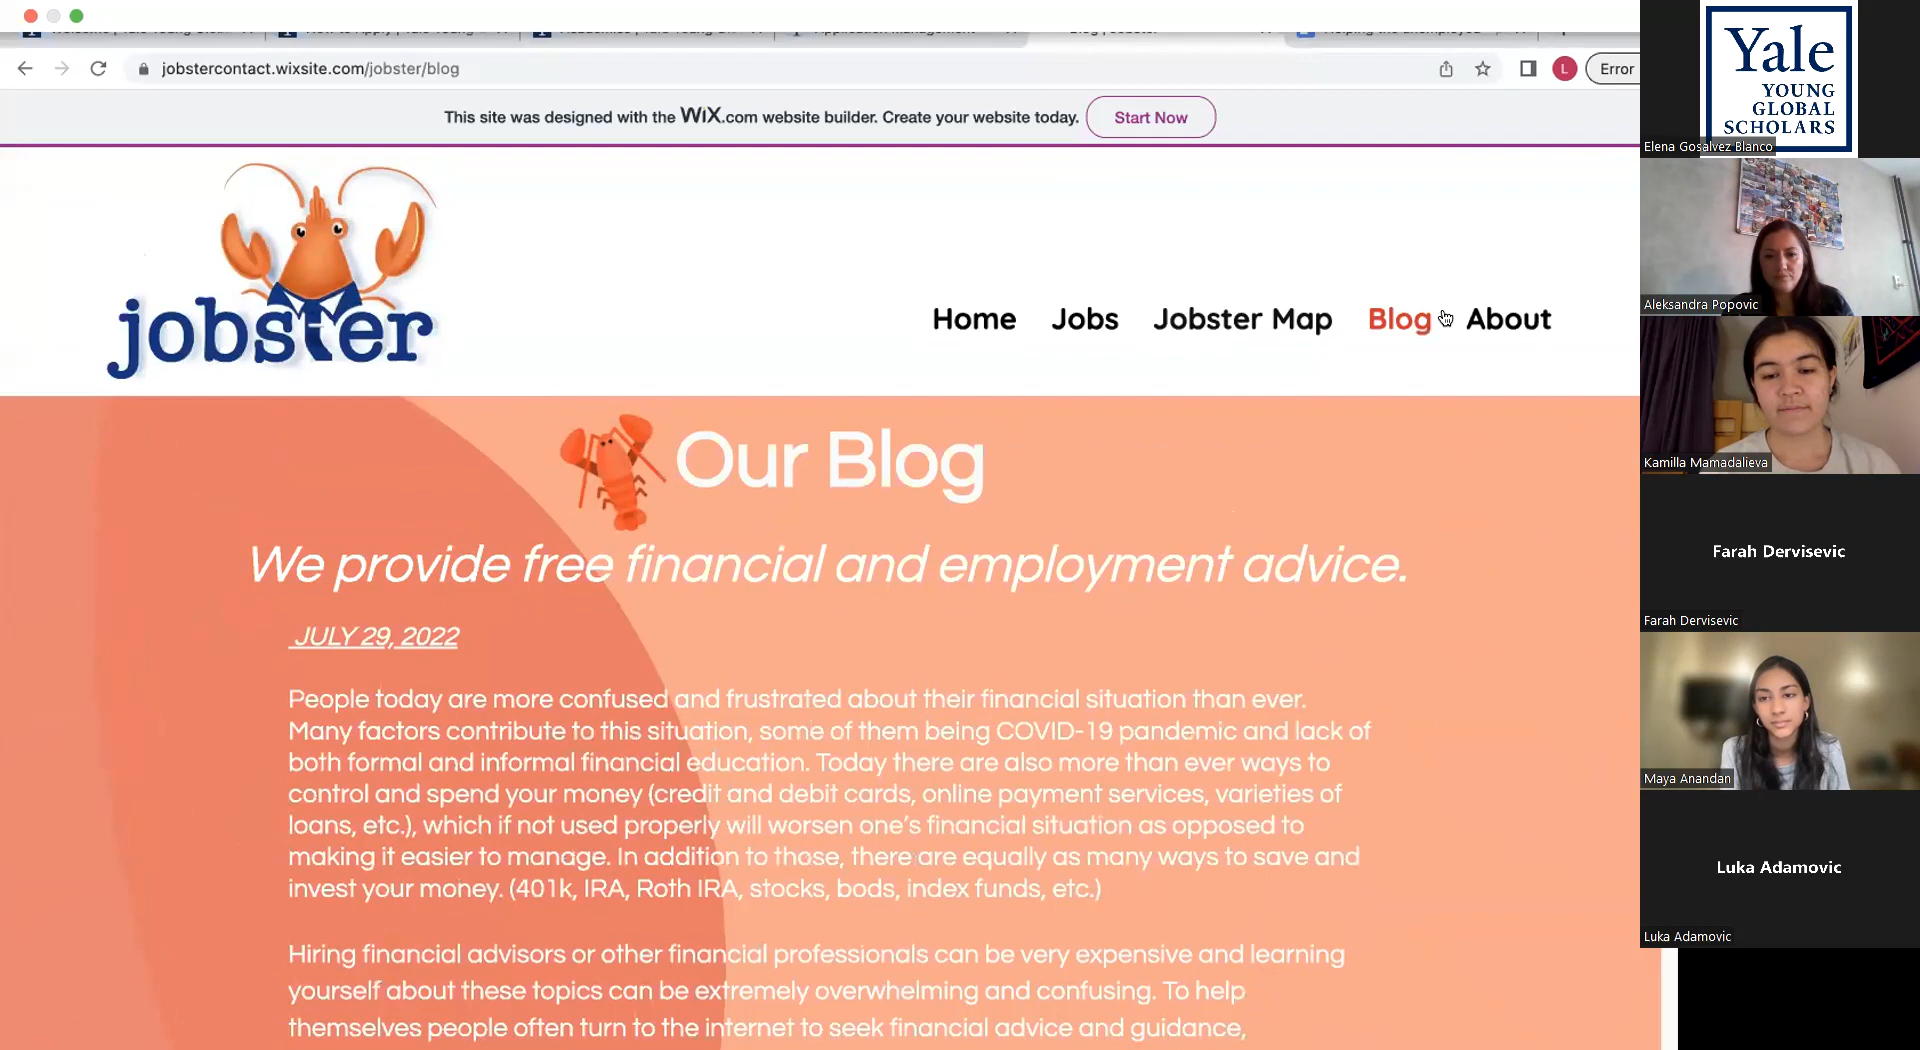 jobstercontact.wixsite.com/jobster/blog
Error
This site was designed with the WiX.com website builder. Create your website today.
Start Now
jobster
Home Jobs Jobster Map Blog About
Our Blog
We provide free financial and employment advice.
JULY 29, 2022
People today are more confused and frustrated about their financial situation than ever.
Many factors contribute to this situation, some of them being COVID-19 pandemic and lack of
both formal and informal financial education. Today there are also more than ever ways to
control and spend your money (credit and debit cards, online payment services, varieties of
loans, etc.), which if not used properly will worsen one's financial situation as opposed to
making it easier to manage. In addition to those, there are equally as many ways to save and
invest your money. (401k, IRA, Roth IRA, stocks, bods, index funds, etc.)
Hiring financial advisors or other financial professionals can be very expensive and learning
yourself about these topics can be extremely overwhelming and confusing. To help
themselves people often turn to the internet to seek financial advice and guidance,
Yale
YOUNG
GLOBAL
SCHOLARS
Elena Gosalvez Blanco
Aleksandra Popovic
Kamilla Mamadalieva
Farah Dervisevic
Farah Dervisevic
Maya Anandan
Luka Adamovic
Luka Adamovic
L